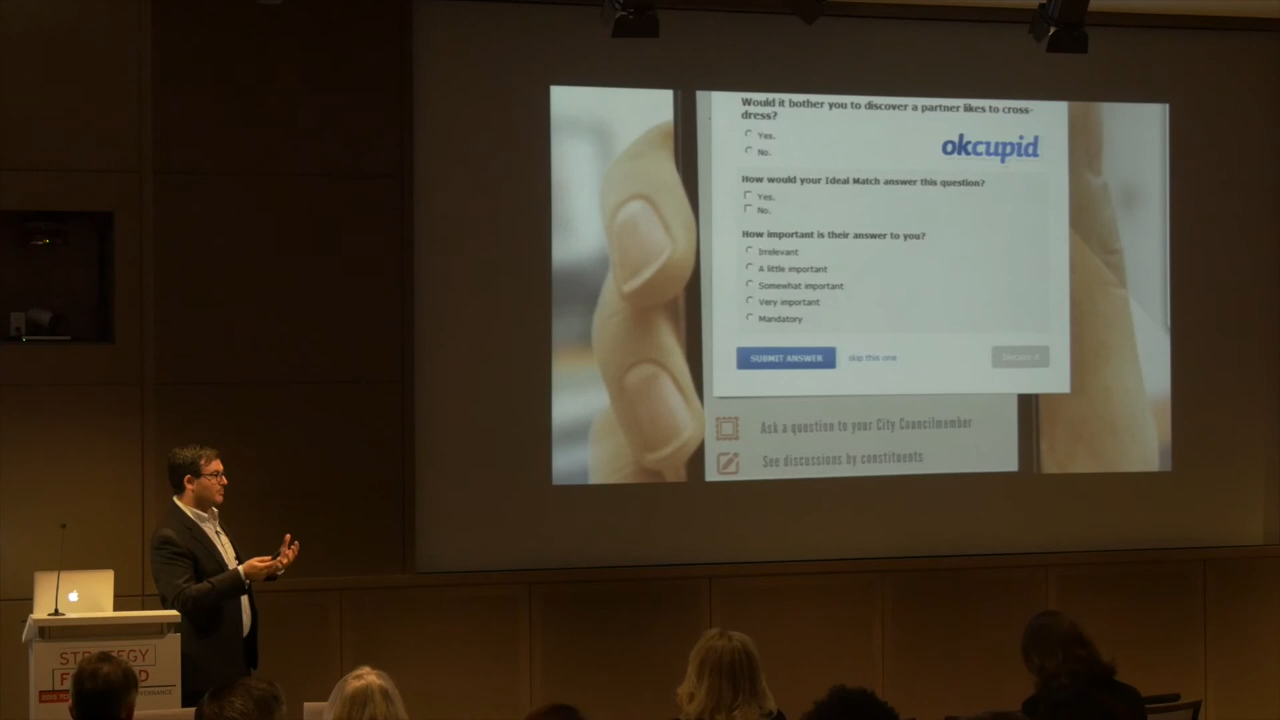 Would it bother you to discover a partner likes to cross-
dress?
Yes.
No.
okcupid
How would your Ideal Match answer this question?
Yes.
No.
How important is their answer to you?
Irrelevant
A little important
Somewhat important
Very important
Mandatory
SUBMIT ANSWER
skip this one
Ask a question to your City Councilmember
See discussions by constituents